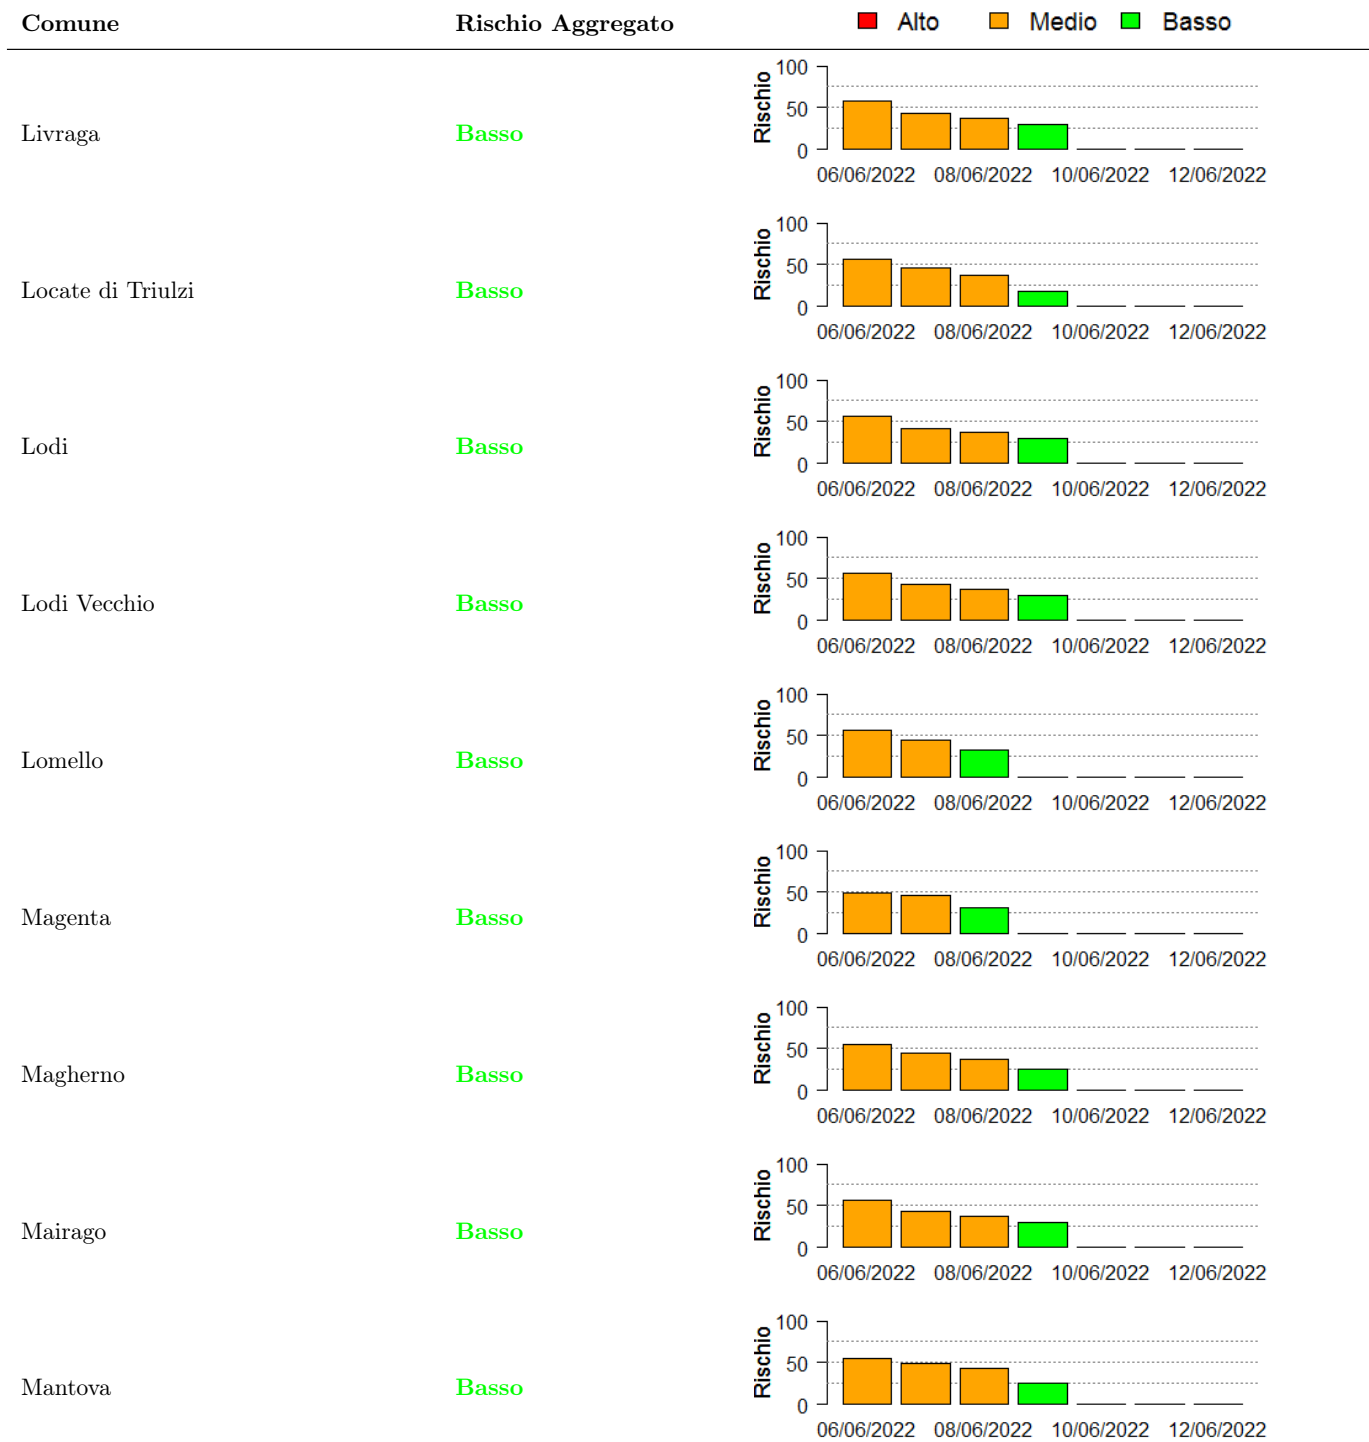 Comune Rischio Aggregato Alto Medio Basso
100
50
0
Rischio
Livraga Basso
06/06/2022 08/06/2022 10/06/2022 12/06/2022
100
50
0
Rischio
Locate di Triulzi Basso
06/06/2022 08/06/2022 10/06/2022 12/06/2022
100
50
0
Rischio
Lodi Basso
06/06/2022 08/06/2022 10/06/2022 12/06/2022
100
50
0
Rischio
Lodi Vecchio Basso
06/06/2022 08/06/2022 10/06/2022 12/06/2022
100
50
0
Rischio
Lomello Basso
06/06/2022 08/06/2022 10/06/2022 12/06/2022
100
50
0
Rischio
Magenta Basso
06/06/2022 08/06/2022 10/06/2022 12/06/2022
100
50
0
Rischio
Magherno Basso
06/06/2022 08/06/2022 10/06/2022 12/06/2022
100
50
0
Rischio
Mairago Basso
06/06/2022 08/06/2022 10/06/2022 12/06/2022
100
50
0
Rischio
Mantova Basso
06/06/2022 08/06/2022 10/06/2022 12/06/2022